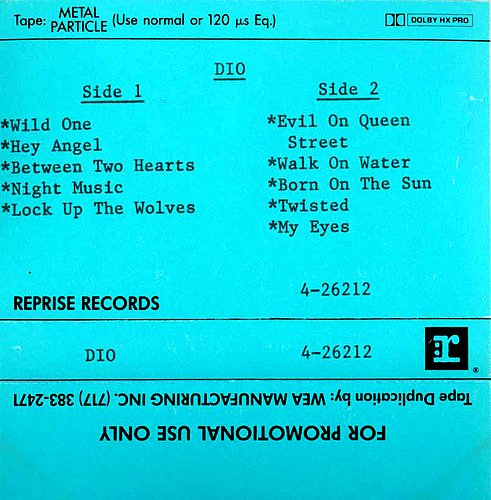 Tape: METAL PARTICLE (Use normal or 120 µs Eq.)
DOLBY HX PRO
DIO
Side 1
*Wild One
*Hey Angel
*Between Two Hearts
*Night Music
*Lock Up The Wolves
Side 2
*Evil On Queen
Street
*Walk On Water
*Born On The Sun
*Twisted
*My Eyes
4-26212
REPRISE RECORDS
DIO
4-26212
r:
®
Tape Duplication by: WEA MANUFACTURING INC. (717) 383-2471
FOR PROMOTIONAL USE ONLY